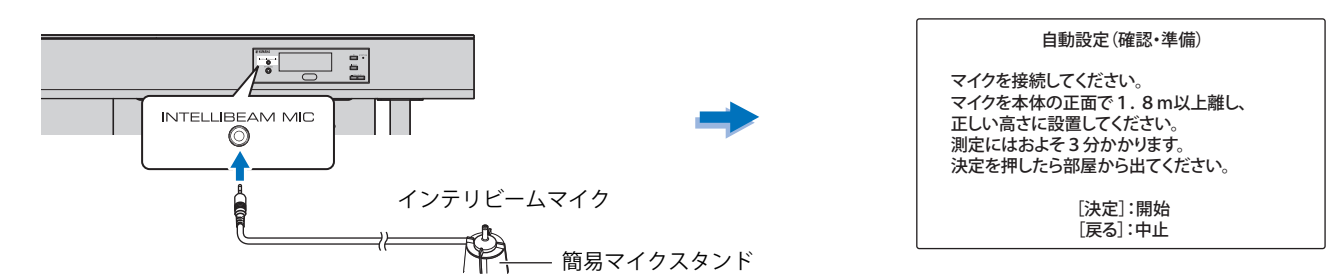 INTELLIBEAM MIC
インテリビームマイク
簡易マイクスタンド
自動設定(確認・準備)
マイクを接続してください。
マイクを本体の正面で1.8m以上離し、
正しい高さに設置してください。
測定にはおよそ3分かかります。
決定を押したら部屋から出てください。
[決定]:開始
[戻る]:中止